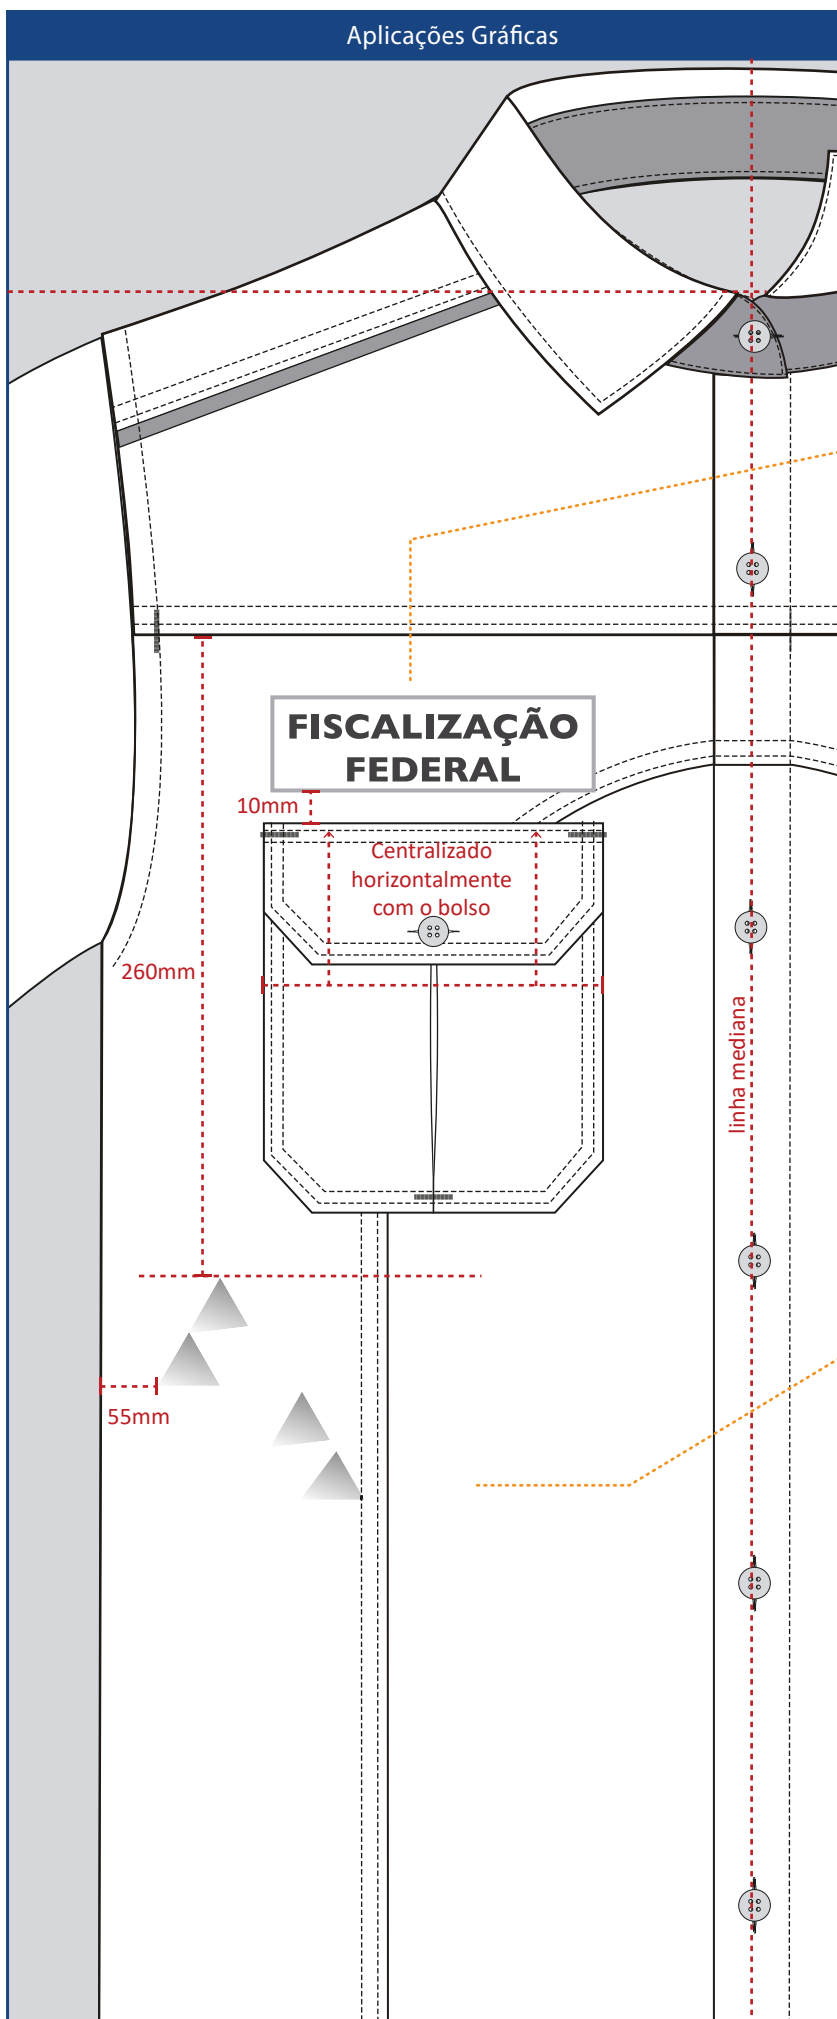 Aplicações Gráficas
FISCALIZAÇÃO
FEDERAL
10mm
Centralizado
horizontalmente
com o bolso
260mm
linha mediana
55mm